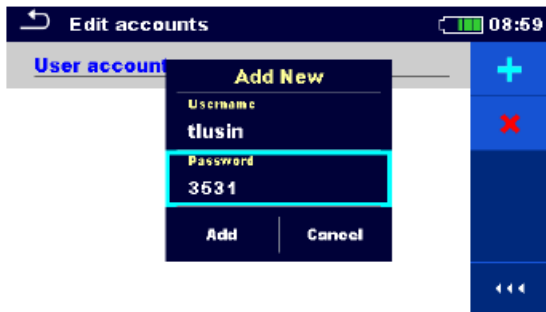 Edit accounts
08:59
User account
Add New
Username
tlusin
Password
3531
Add
Cancel